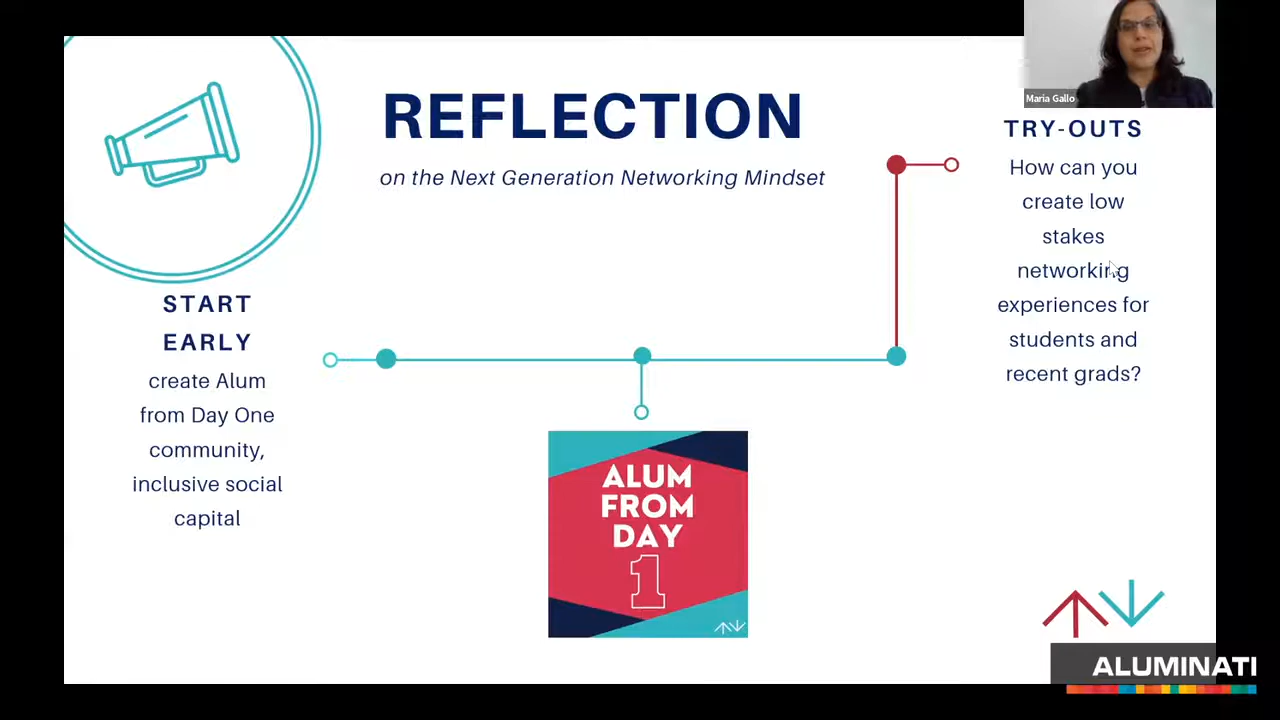 REFLECTION
on the Next Generation Networking Mindset
Maria Gallo
TRY-OUTS
How can you
create low
stakes
networking
experiences for
students and
recent grads?
START
EARLY
create Alum
from Day One
community,
inclusive social
capital
ALUM
FROM
DAY
1
ALUMINATI